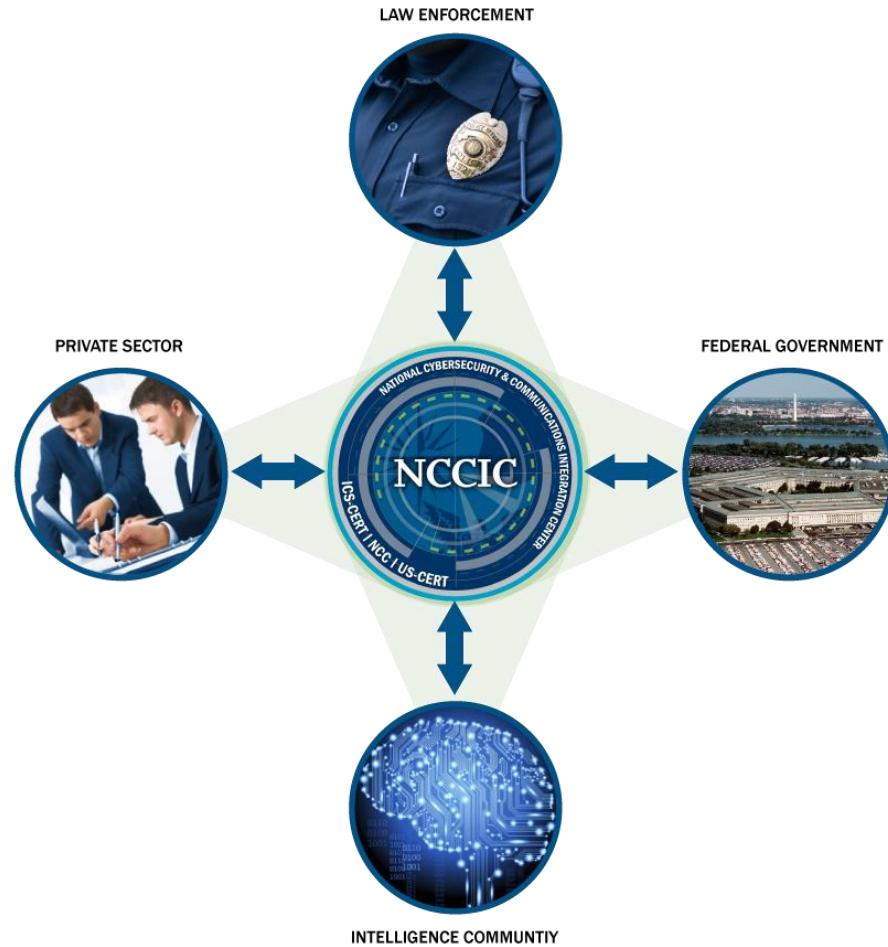 LAW ENFORCEMENT
PRIVATE SECTOR
FEDERAL GOVERNMENT
NATIONAL CYBERSECURITY & COMMUNICATIONS INTEGRATION CENTER
NCCIC
ICS-CERT | NCC | US-CERT
INTELLIGENCE COMMUNTIY